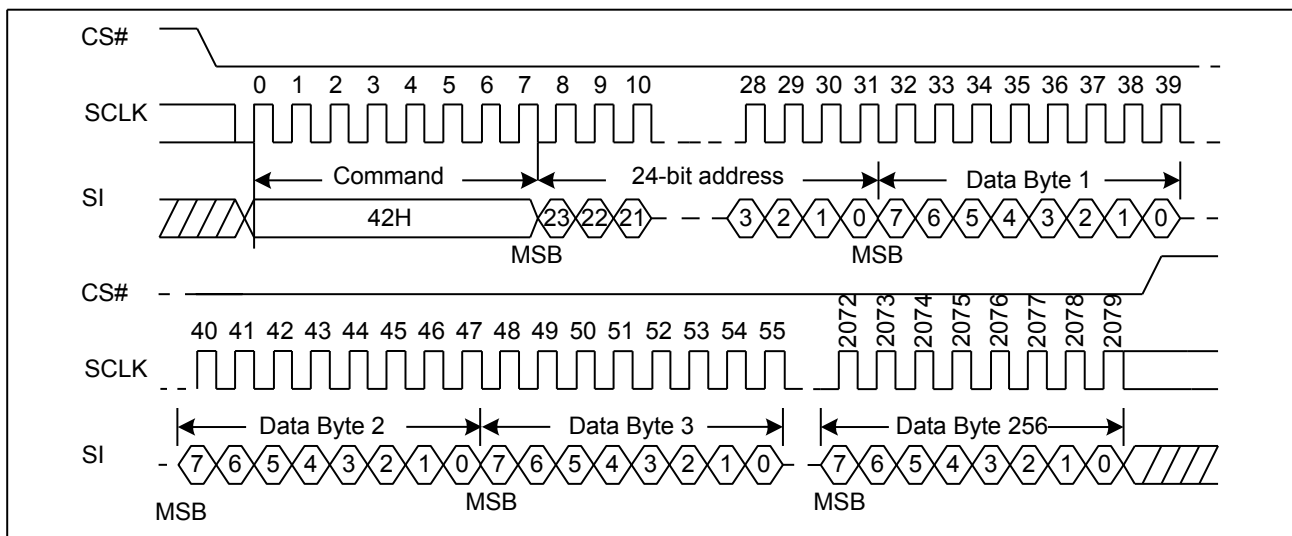 CS#
0 1 2 3 4 5 6 7 8 9 10 28 29 30 31 32 33 34 35 36 37 38 39
SCLK
Command 24-bit address Data Byte 1
SI
42H 23 22 21 3 2 1 0 7 6 5 4 3 2 1 0
MSB MSB
CS#
2072 2073 2074 2075 2076 2077 2078 2079
40 41 42 43 44 45 46 47 48 49 50 51 52 53 54 55
SCLK
Data Byte 2 Data Byte 3 Data Byte 256
SI
7 6 5 4 3 2 1 0 7 6 5 4 3 2 1 0 7 6 5 4 3 2 1 0
MSB MSB MSB